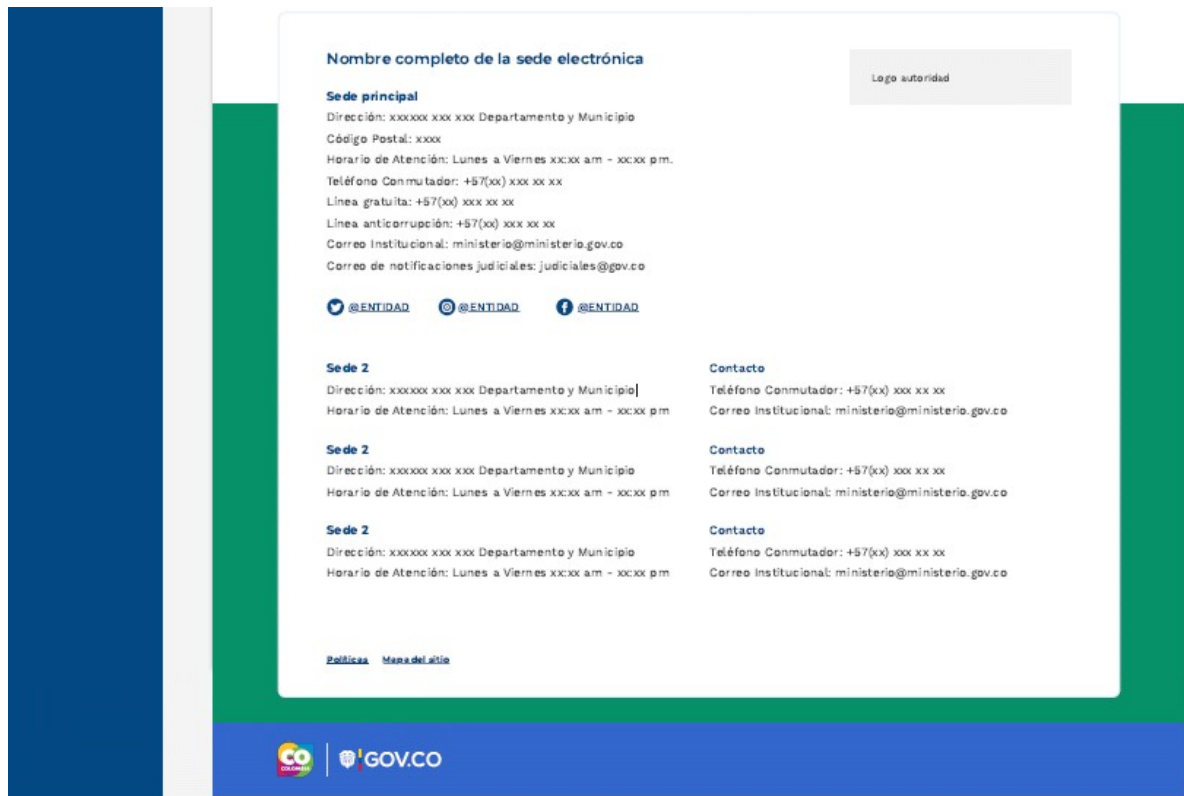 Nombre completo de la sede electrónica
Logo autoridad
Sede principal
Dirección: xxxxxx xxx xxx Departamento y Municipio
Código Postal: xxxx
Horario de Atención: Lunes a Viernes xx:xx am - xx:xx pm.
Teléfono Conmutador: +57(xx) xxx xx xx
Línea gratuita: +57(xx) xxx xx xx
Línea anticorrupción: +57(xx) xxx xx xx
Correo Institucional: ministerio@ministerio.gov.co
Correo de notificaciones judiciales: judiciales@gov.co
@ENTIDAD @ENTIDAD @ENTIDAD
Sede 2
Dirección: xxxxxx xxx xxx Departamento y Municipio
Horario de Atención: Lunes a Viernes xx:xx am - xx:xx pm
Contacto
Teléfono Conmutador: +57(xx) xxx xx xx
Correo Institucional: ministerio@ministerio.gov.co
Sede 2
Dirección: xxxxxx xxx xxx Departamento y Municipio
Horario de Atención: Lunes a Viernes xx:xx am - xx:xx pm
Contacto
Teléfono Conmutador: +57(xx) xxx xx xx
Correo Institucional: ministerio@ministerio.gov.co
Sede 2
Dirección: xxxxxx xxx xxx Departamento y Municipio
Horario de Atención: Lunes a Viernes xx:xx am - xx:xx pm
Contacto
Teléfono Conmutador: +57(xx) xxx xx xx
Correo Institucional: ministerio@ministerio.gov.co
Políticas Mapa del sitio
CO
COLOMBIA
GOV.CO